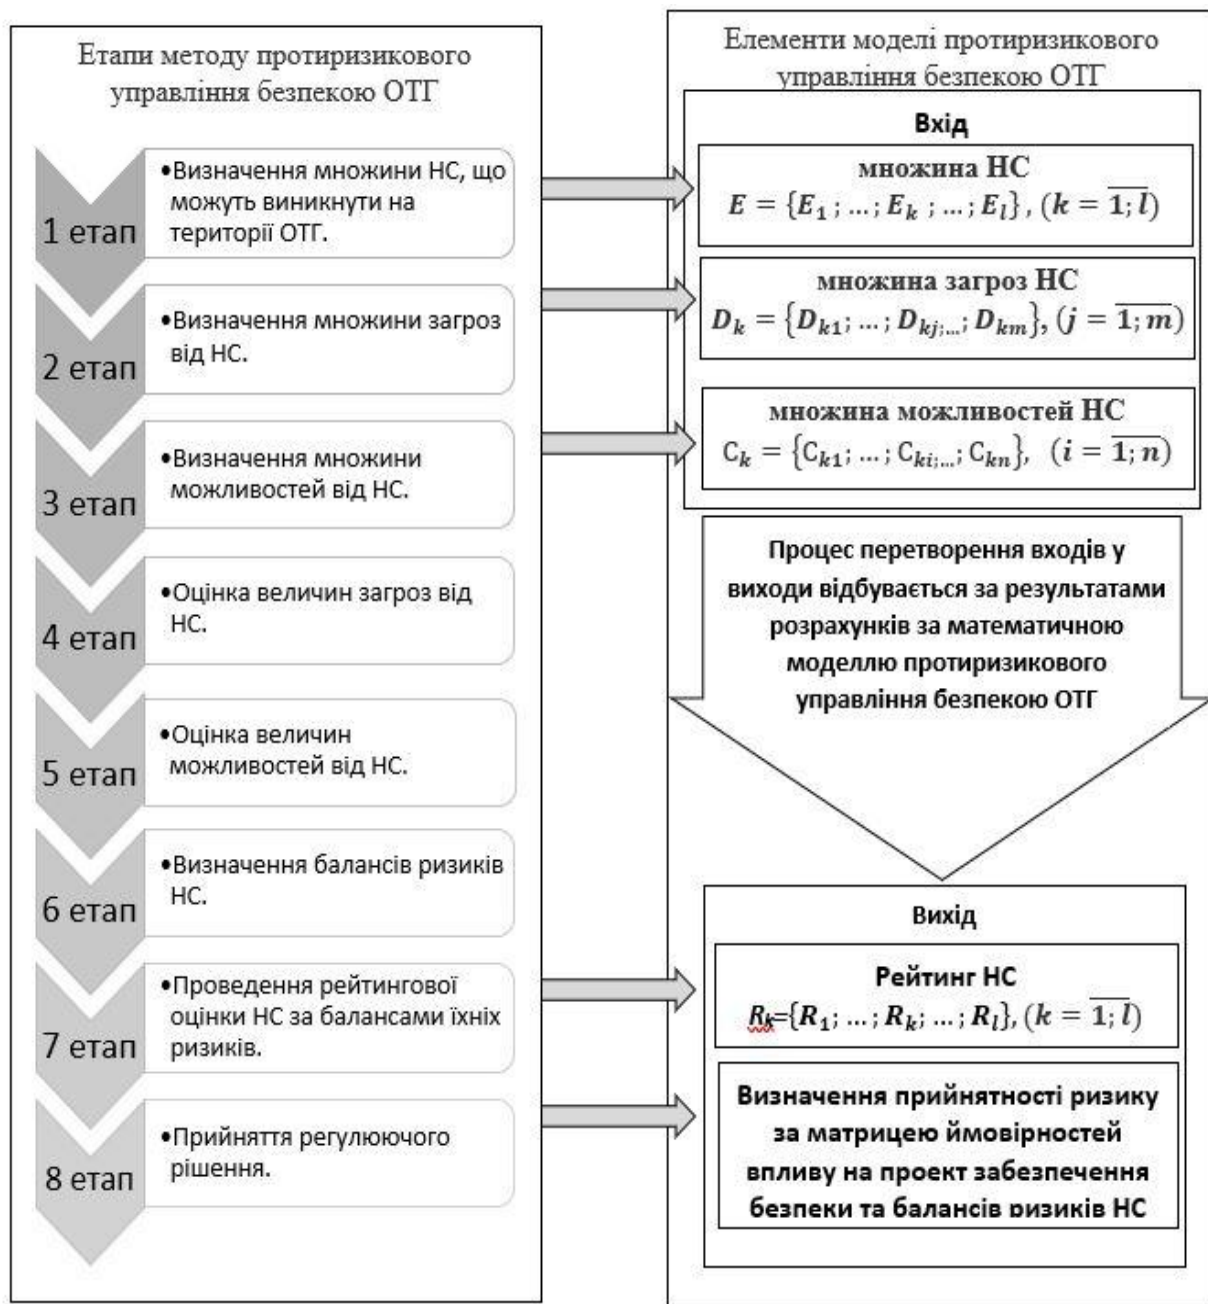 Етапи методу протиризикового
управління безпекою ОТГ
1 етап
•Визначення множини НС, що
можуть виникнути на
території ОТГ.
2 етап
•Визначення множини загроз
від НС.
3 етап
•Визначення множини
можливостей від НС.
4 етап
•Оцінка величин загроз від
НС.
5 етап
•Оцінка величин
можливостей від НС.
6 етап
•Визначення балансів ризиків
НС.
7 етап
•Проведення рейтингової
оцінки НС за балансами їхніх
ризиків.
8 етап
•Прийняття регулюючого
рішення.
Елементи моделі протиризикового
управління безпекою ОТГ
Вхід
множина НС
E = {E₁ ; … ; Eₖ ; … ; Eₗ} , (k = \overline{1; l})
множина загроз НС
Dₖ = {Dₖ₁; … ; Dₖⱼ;…; Dₖₘ}, (j = \overline{1; m})
множина можливостей НС
Cₖ = {Cₖ₁; … ; Cₖᵢ;…; Cₖₙ}, (i = \overline{1; n})
Процес перетворення входів у
виходи відбувається за результатами
розрахунків за математичною
моделлю протиризикового
управління безпекою ОТГ
Вихід
Рейтинг НС
Rₖ={R₁; … ; Rₖ; … ; Rₗ}, (k = \overline{1; l})
Визначення прийнятності ризику
за матрицею ймовірностей
впливу на проект забезпечення
безпеки та балансів ризиків НС